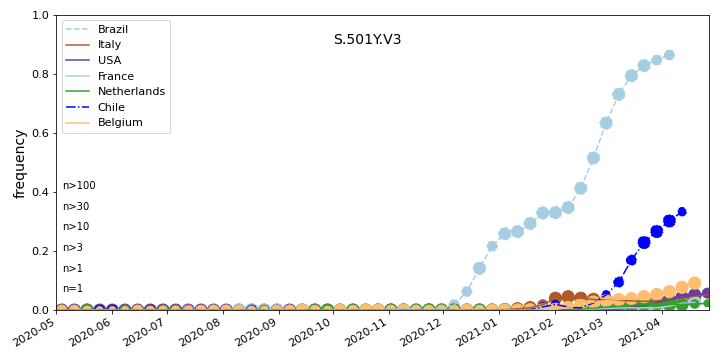 S.501Y.V3
Brazil
Italy
USA
France
Netherlands
Chile
Belgium
n>100
n>30
n>10
n>3
n>1
n=1
frequency
1.0
0.8
0.6
0.4
0.2
0.0
2020-05
2020-06
2020-07
2020-08
2020-09
2020-10
2020-11
2020-12
2021-01
2021-02
2021-03
2021-04